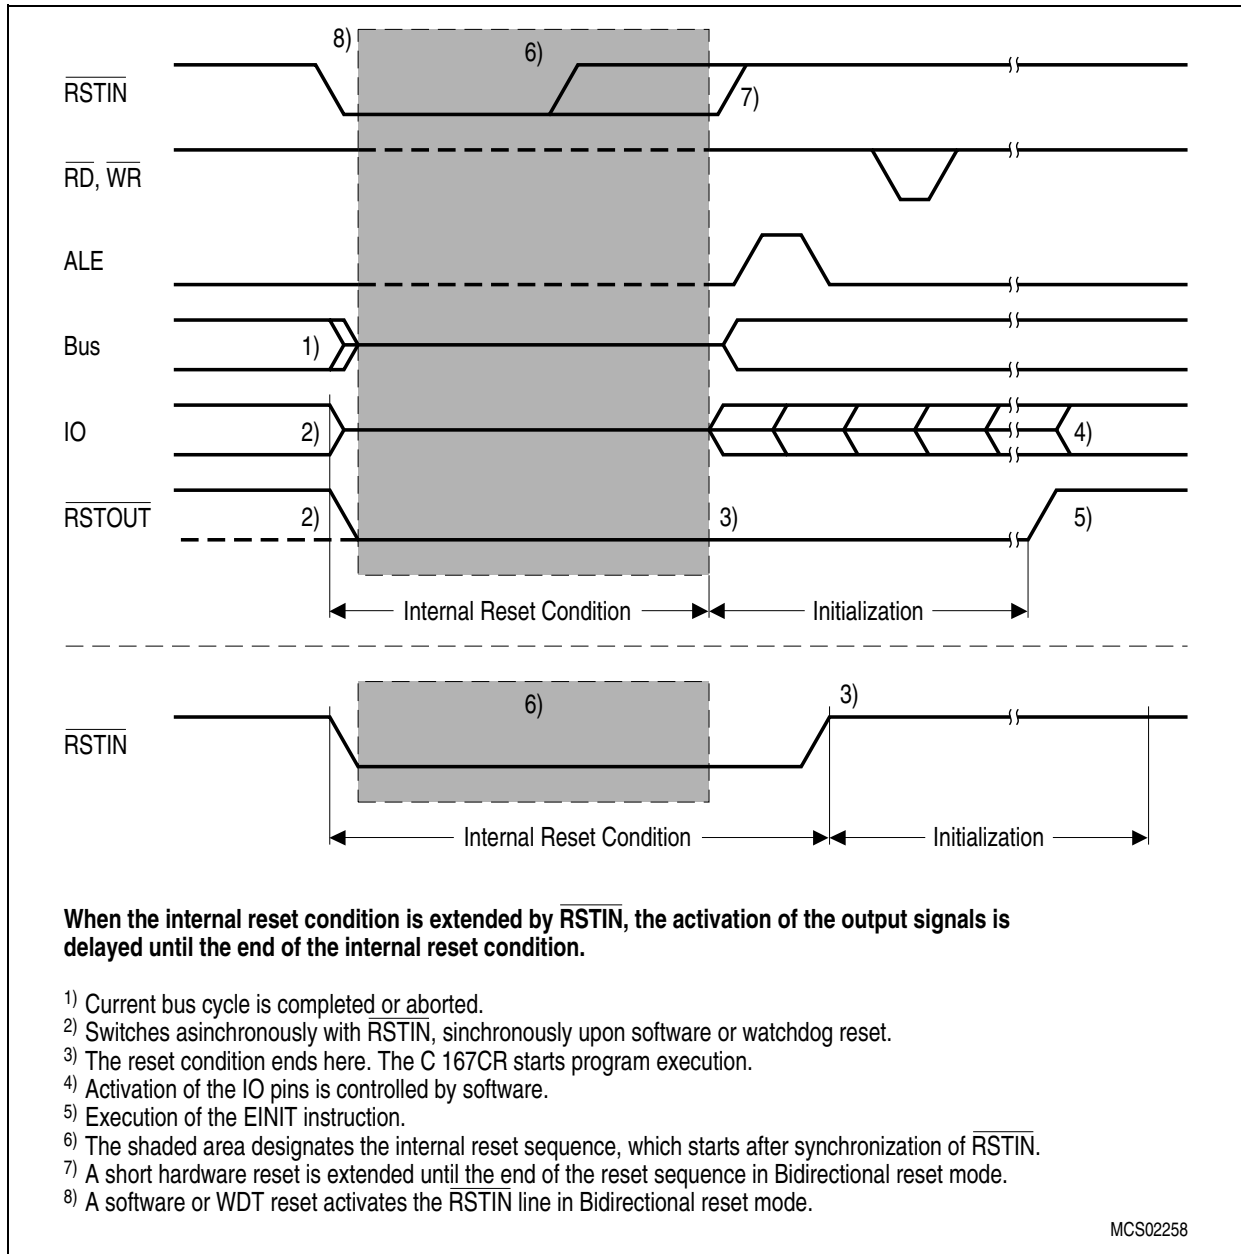 8)
6)
RSTIN
7)
RD, WR
ALE
Bus
1)
IO
2)
4)
RSTOUT
2)
3)
5)
Internal Reset Condition
Initialization
6)
3)
RSTIN
Internal Reset Condition
Initialization
When the internal reset condition is extended by RSTIN, the activation of the output signals is
delayed until the end of the internal reset condition.
1) Current bus cycle is completed or aborted.
2) Switches asinchronously with RSTIN, sinchronously upon software or watchdog reset.
3) The reset condition ends here. The C 167CR starts program execution.
4) Activation of the IO pins is controlled by software.
5) Execution of the EINIT instruction.
6) The shaded area designates the internal reset sequence, which starts after synchronization of RSTIN.
7) A short hardware reset is extended until the end of the reset sequence in Bidirectional reset mode.
8) A software or WDT reset activates the RSTIN line in Bidirectional reset mode.
MCS02258